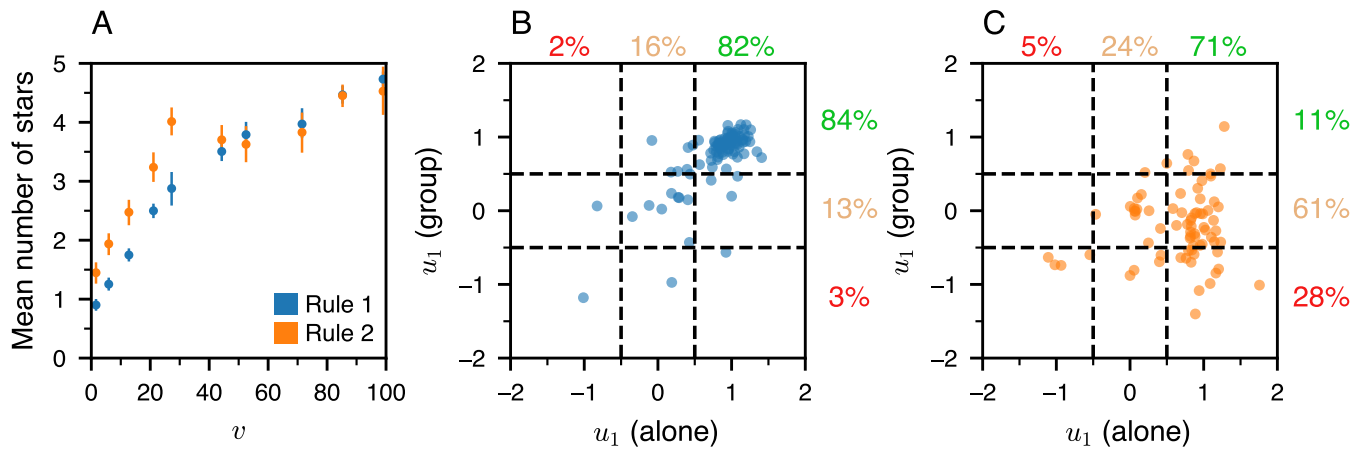 A
Mean number of stars
5
4
3
2
1
0
0 20 40 60 80 100
v
Rule 1
Rule 2
B
2% 16% 82%
84%
13%
3%
u₁ (group)
2
1
0
−1
−2
−2 −1 0 1 2
u₁ (alone)
C
5% 24% 71%
11%
61%
28%
u₁ (group)
2
1
0
−1
−2
−2 −1 0 1 2
u₁ (alone)